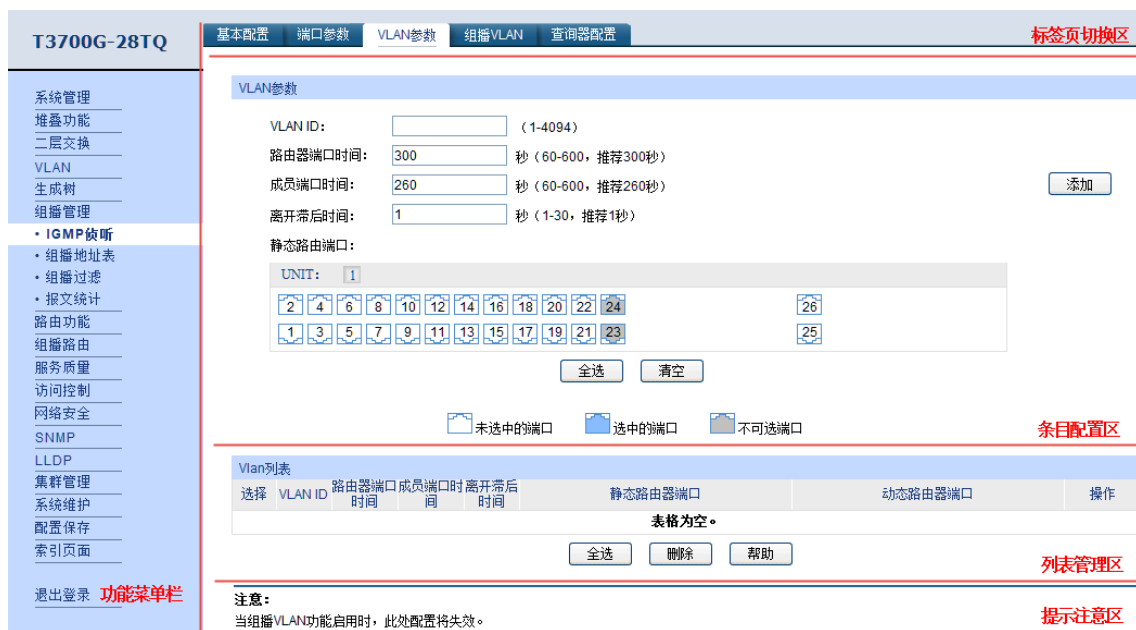 T3700G-28TQ
系统管理
堆叠功能
二层交换
VLAN
生成树
组播管理
• IGMP侦听
• 组播地址表
• 组播过滤
• 报文统计
路由功能
组播路由
服务质量
访问控制
网络安全
SNMP
LLDP
集群管理
系统维护
配置保存
索引页面
退出登录 功能菜单栏
基本配置 端口参数 VLAN参数 组播VLAN 查询器配置 标签页切换区
VLAN参数
VLAN ID: (1-4094)
路由器端口时间: 300 秒(60-600,推荐300秒)
成员端口时间: 260 秒(60-600,推荐260秒) 添加
离开滞后时间: 1 秒(1-30,推荐1秒)
静态路由端口:
UNIT: 1
2 4 6 8 10 12 14 16 18 20 22 24 26
1 3 5 7 9 11 13 15 17 19 21 23 25
全选 清空
未选中的端口 选中的端口 不可选端口
条目配置区
Vlan列表
选择 VLAN ID 路由器端口时间 成员端口时间 离开滞后时间 静态路由器端口 动态路由器端口 操作
表格为空。
全选 删除 帮助
列表管理区
注意:
当组播VLAN功能启用时,此处配置将失效。
提示注意区